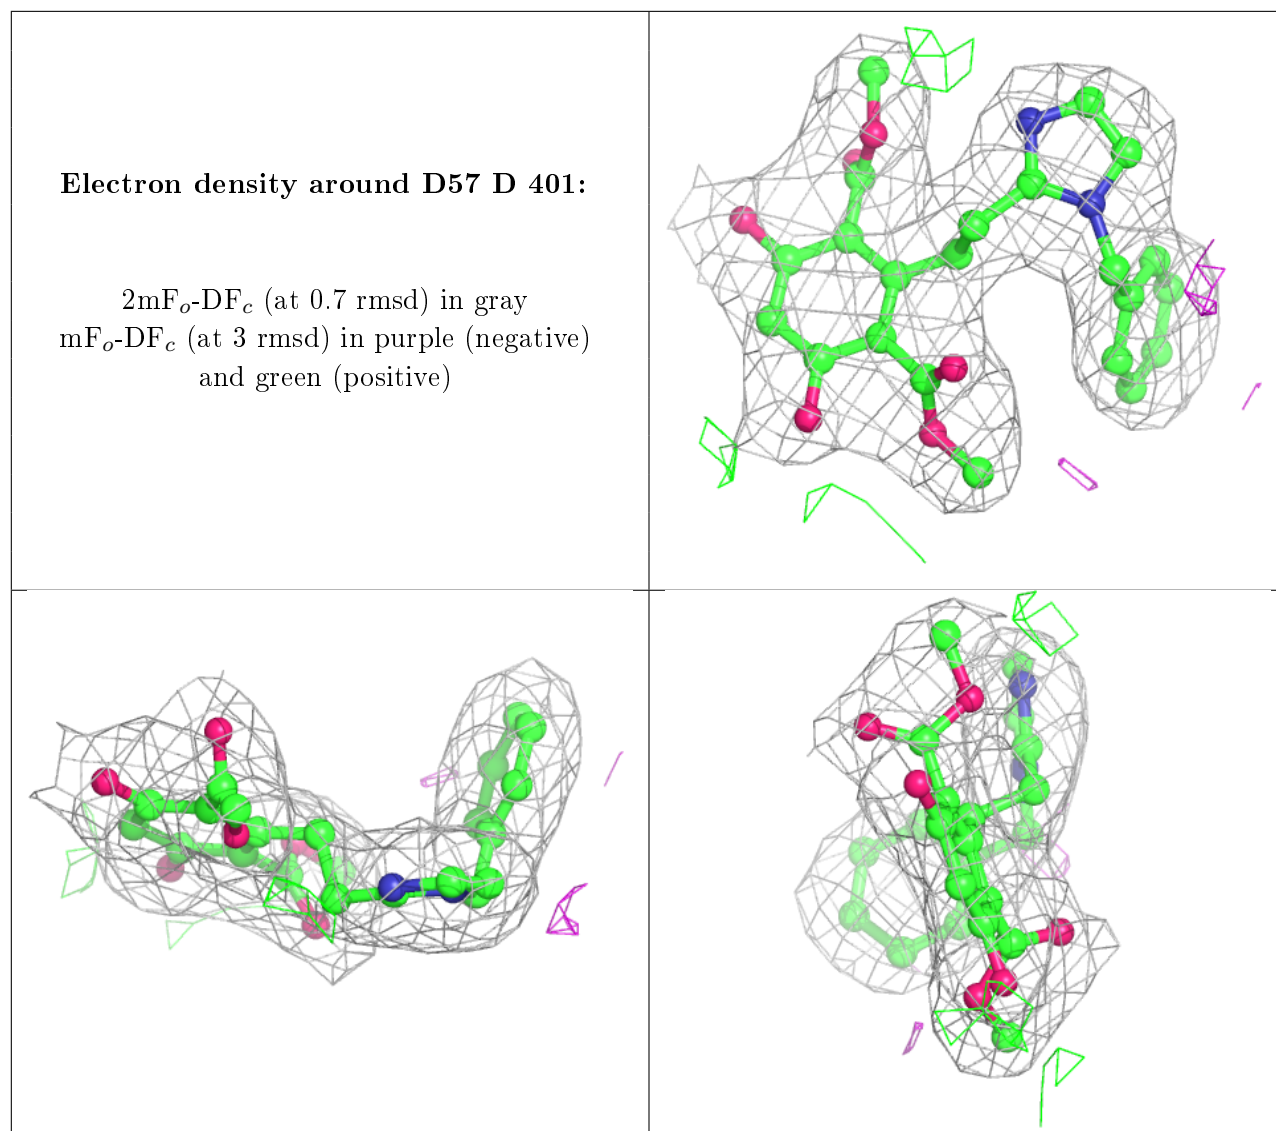 Electron density around D57 D 401:
2mFo-DFc (at 0.7 rmsd) in gray
mFo-DFc (at 3 rmsd) in purple (negative)
and green (positive)